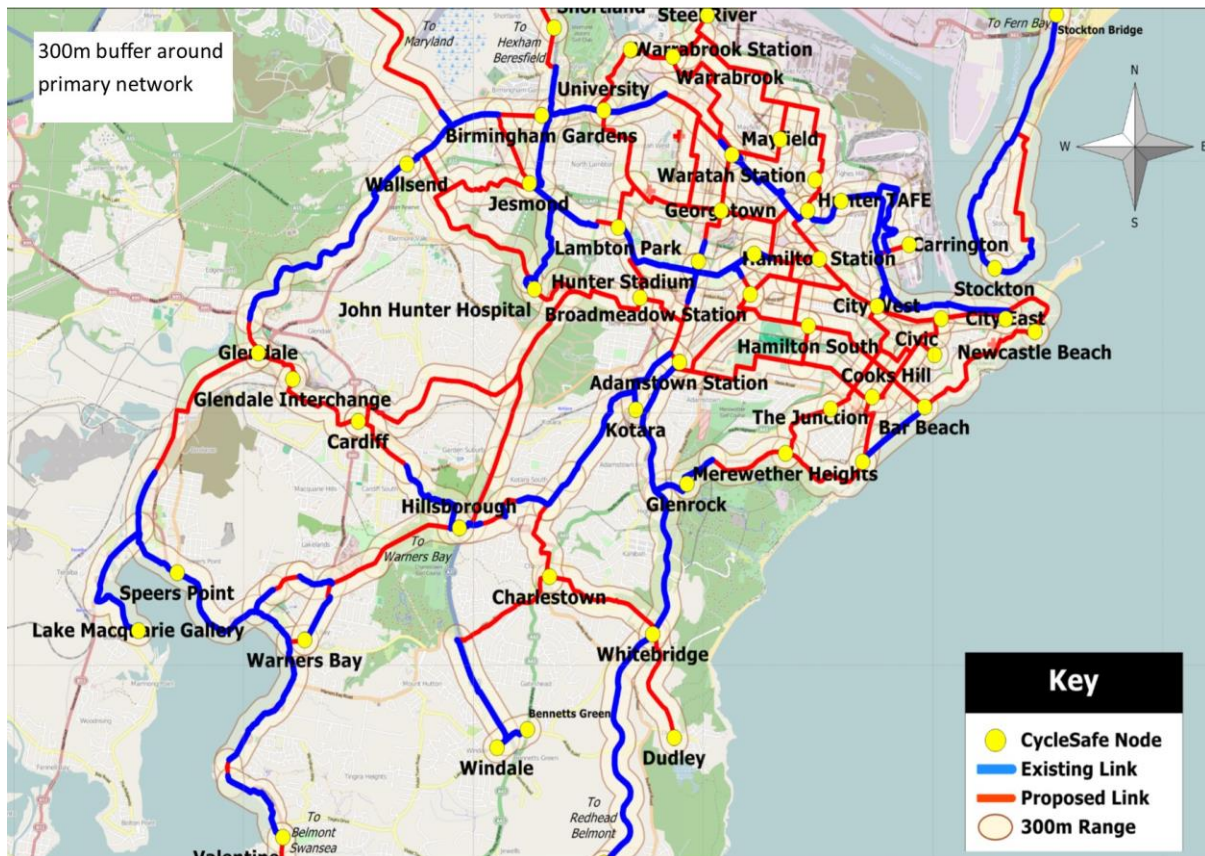 300m buffer around
primary network
To
Maryland
To
Hexham
Beresfield
Shortland
Steel River
To Fern Bay
Stockton Bridge
Warrabrook Station
Warrabrook
University
Birmingham Gardens
Mayfield
Wallsend
Waratah Station
Jesmond
Georgetown
Hunter TAFE
Lambton Park
Carrington
Hamilton Station
Hunter Stadium
Stockton
John Hunter Hospital
Broadmeadow Station
City West
City East
Glendale
Hamilton South
Civic
Newcastle Beach
Adamstown Station
Cooks Hill
Glendale Interchange
The Junction
Kotara
Bar Beach
Cardiff
Merewether Heights
Glenrock
Hillsborough
To
Warners Bay
Speers Point
Charlestown
Lake Macquarie Gallery
Warners Bay
Whitebridge
Bennetts Green
Windale
Dudley
To
Belmont
Swansea
To
Redhead
Belmont
Valentine
N
W
E
S
Key
CycleSafe Node
Existing Link
Proposed Link
300m Range